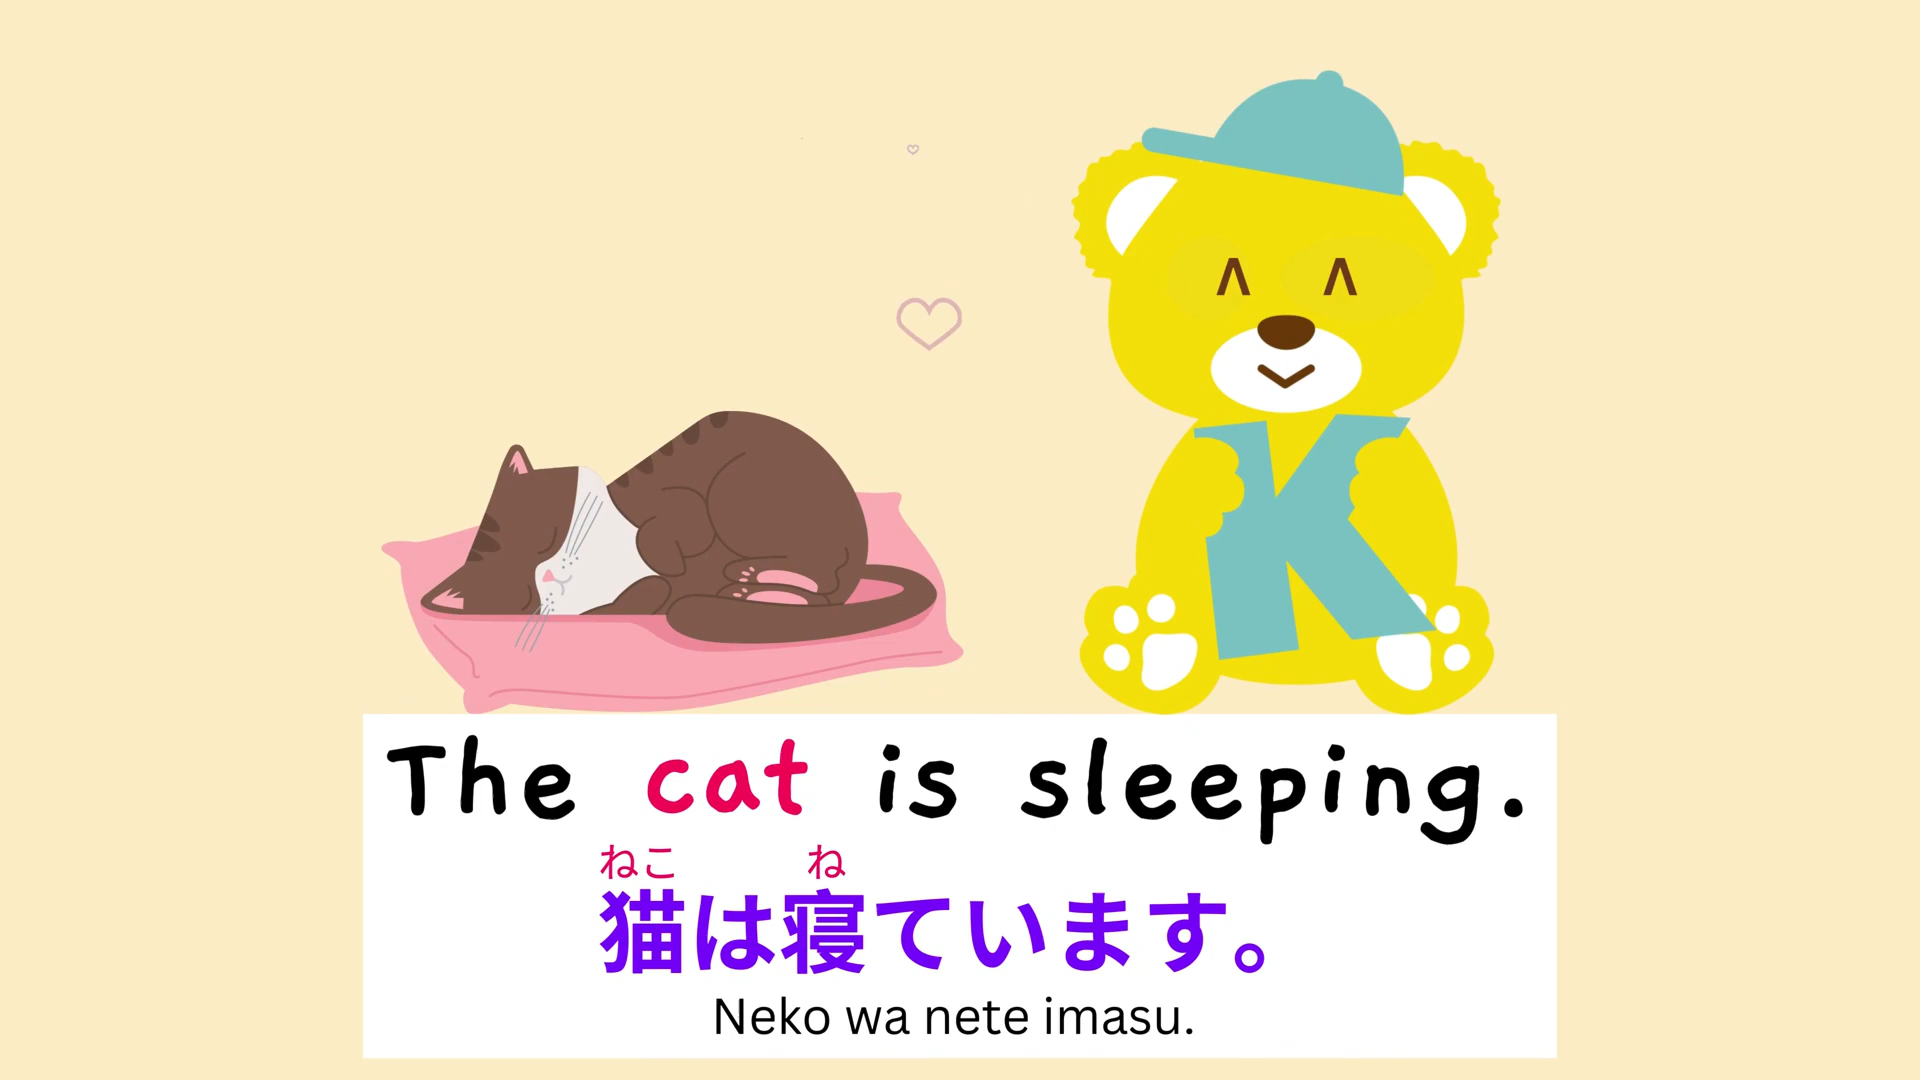 K
The cat is sleeping.
ねこ ね
猫は寝ています。
Neko wa nete imasu.